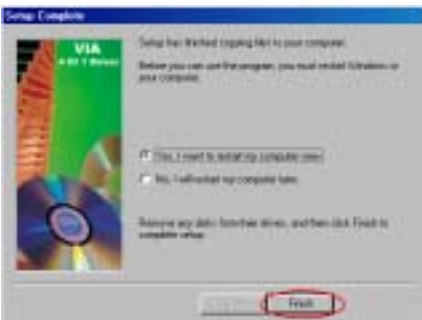 Setup Complete
VIA
4 in 1 Driver
Setup has finished copying files to your computer.
Before you can use the program, you must restart Windows or
your computer.
Yes, I want to restart my computer now.
No, I will restart my computer later.
Remove any disks from their drives, and then click Finish to
complete setup.
Finish